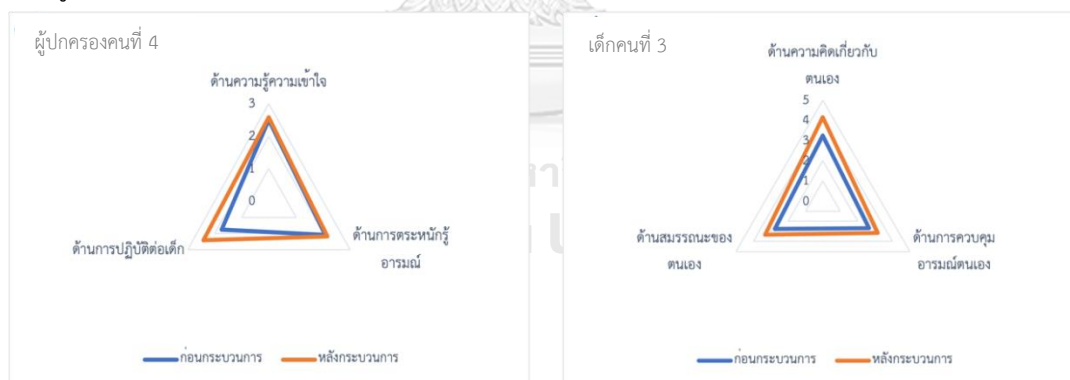 ผู้ปกครองคนที่ 4
ด้านความรู้ความเข้าใจ
3
2
1
0
ด้านการปฏิบัติต่อเด็ก
ด้านการตระหนักรู้
อารมณ์
ก่อนกระบวนการ
หลังกระบวนการ
เด็กคนที่ 3
ด้านความคิดเกี่ยวกับ
ตนเอง
5
4
3
2
1
0
ด้านสมรรถนะของ
ตนเอง
ด้านการควบคุม
อารมณ์ตนเอง
ก่อนกระบวนการ
หลังกระบวนการ